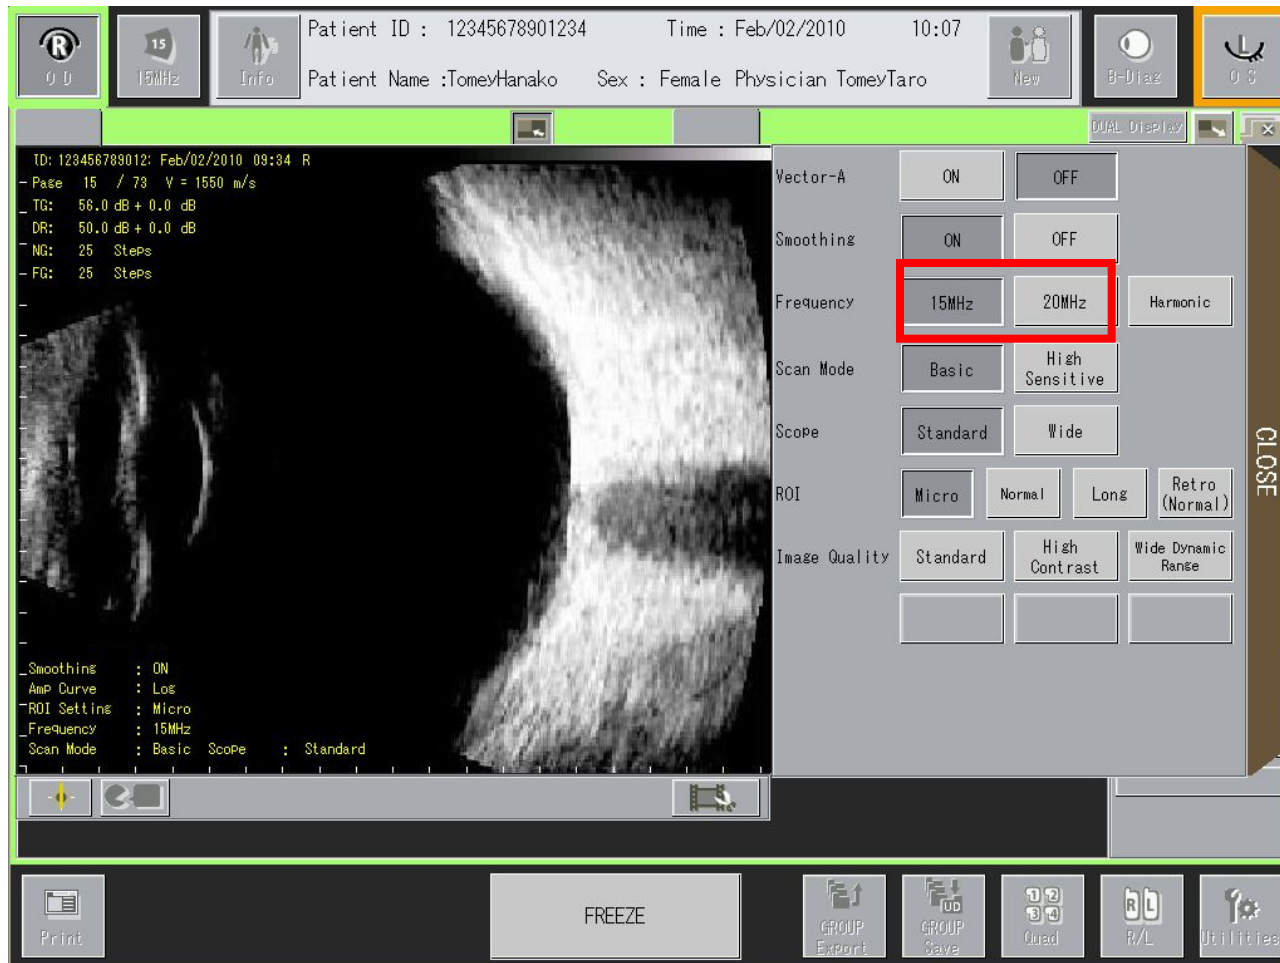 R
O D
15
15MHz
Info
Patient ID : 12345678901234 Time : Feb/02/2010 10:07
Patient Name :TomeyHanako Sex : Female Physician TomeyTaro
New
B-Diag
L
O S
DUAL Display
ID: 123456789012: Feb/02/2010 09:34 R
Page 15 / 73 V = 1550 m/s
TG: 56.0 dB + 0.0 dB
DR: 50.0 dB + 0.0 dB
NG: 25 Steps
FG: 25 Steps
Smoothing : ON
Amp Curve : Log
ROI Setting : Micro
Frequency : 15MHz
Scan Mode : Basic Scope : Standard
Vector-A ON OFF
Smoothing ON OFF
Frequency 15MHz 20MHz Harmonic
Scan Mode Basic High Sensitive
Scope Standard Wide
ROI Micro Normal Long Retro (Normal)
Image Quality Standard High Contrast Wide Dynamic Range
CLOSE
Print
FREEZE
GROUP Export
UD
GROUP Save
1 2
3 4
Quad
R L
R/L
Utilities